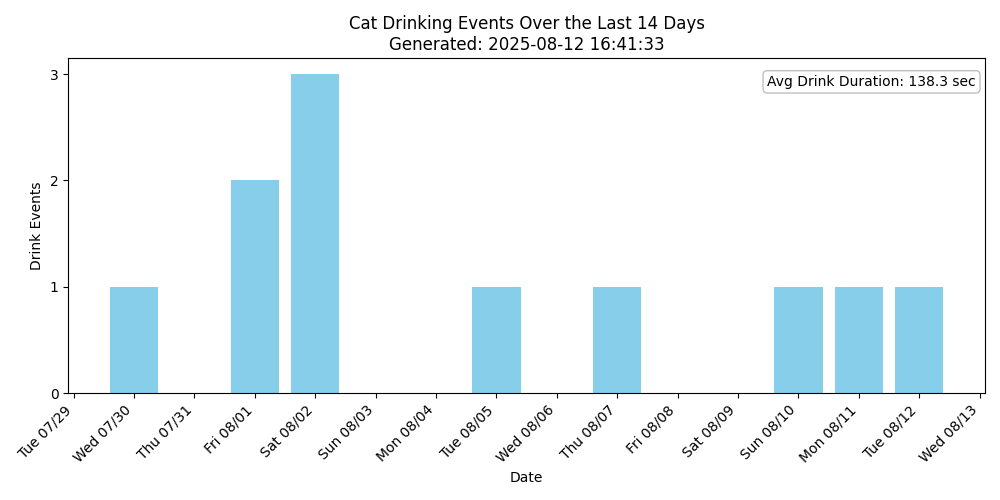 Cat Drinking Events Over the Last 14 Days
Generated: 2025-08-12 16:41:33
Avg Drink Duration: 138.3 sec
Drink Events
3
2
1
0
Tue 07/29
Wed 07/30
Thu 07/31
Fri 08/01
Sat 08/02
Sun 08/03
Mon 08/04
Tue 08/05
Wed 08/06
Thu 08/07
Fri 08/08
Sat 08/09
Sun 08/10
Mon 08/11
Tue 08/12
Wed 08/13
Date